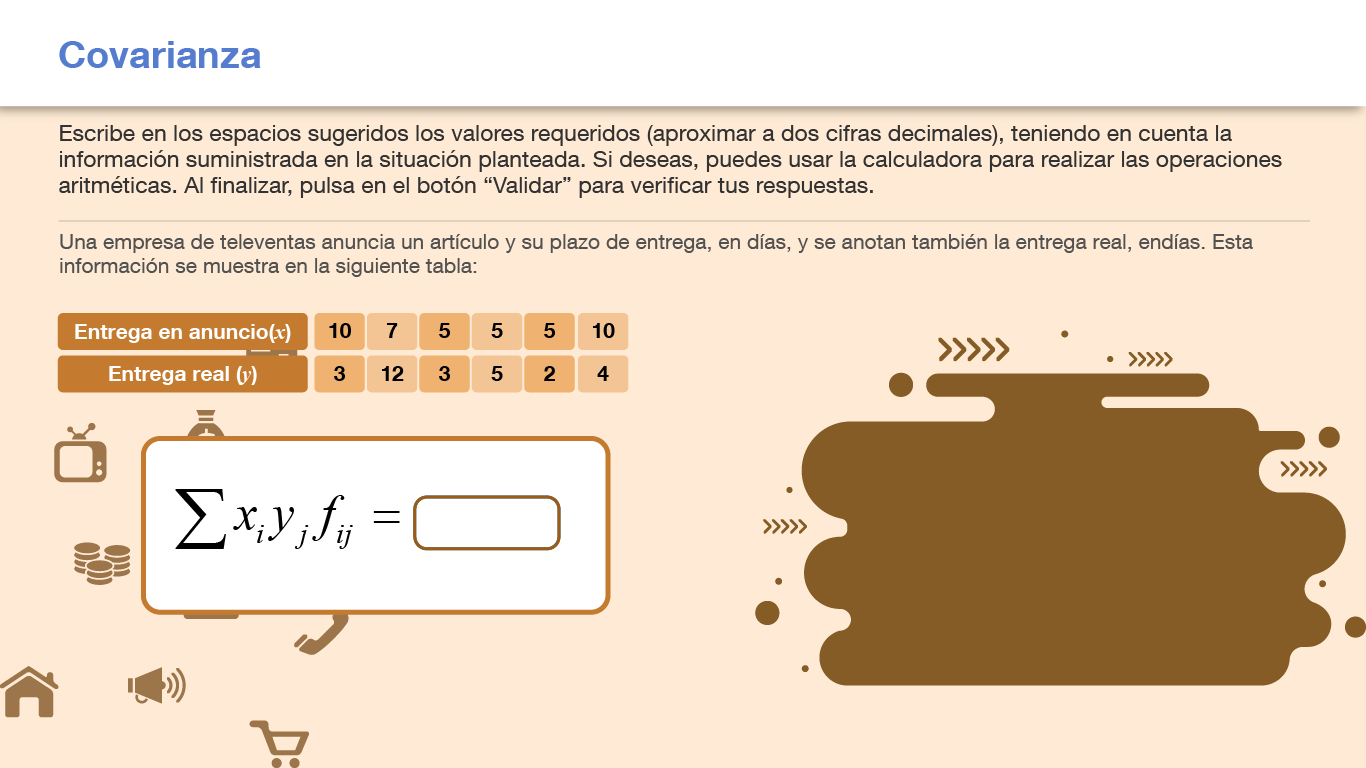 Covarianza
Escribe en los espacios sugeridos los valores requeridos (aproximar a dos cifras decimales), teniendo en cuenta la
información suministrada en la situación planteada. Si deseas, puedes usar la calculadora para realizar las operaciones
aritméticas. Al finalizar, pulsa en el botón “Validar” para verificar tus respuestas.
Una empresa de televentas anuncia un artículo y su plazo de entrega, en días, y se anotan también la entrega real, endías. Esta
información se muestra en la siguiente tabla:
Entrega en anuncio(x) 10 7 5 5 5 10
Entrega real (y) 3 12 3 5 2 4
∑ x_i y_j f_ij =